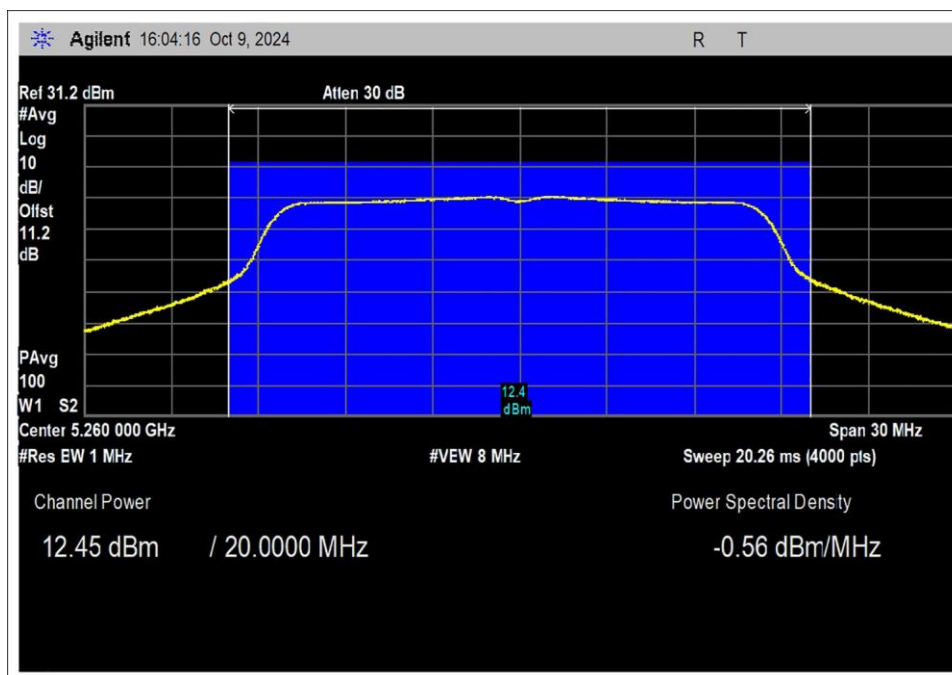 Agilent 16:04:16 Oct 9, 2024 R T
Ref 31.2 dBm Atten 30 dB
#Avg
Log
10
dB/
Offst
11.2
dB
PAvg
100
W1 S2
12.4
dBm
Center 5.260 000 GHz Span 30 MHz
#Res BW 1 MHz #VBW 8 MHz Sweep 20.26 ms (4000 pts)
Channel Power Power Spectral Density
12.45 dBm / 20.0000 MHz -0.56 dBm/MHz